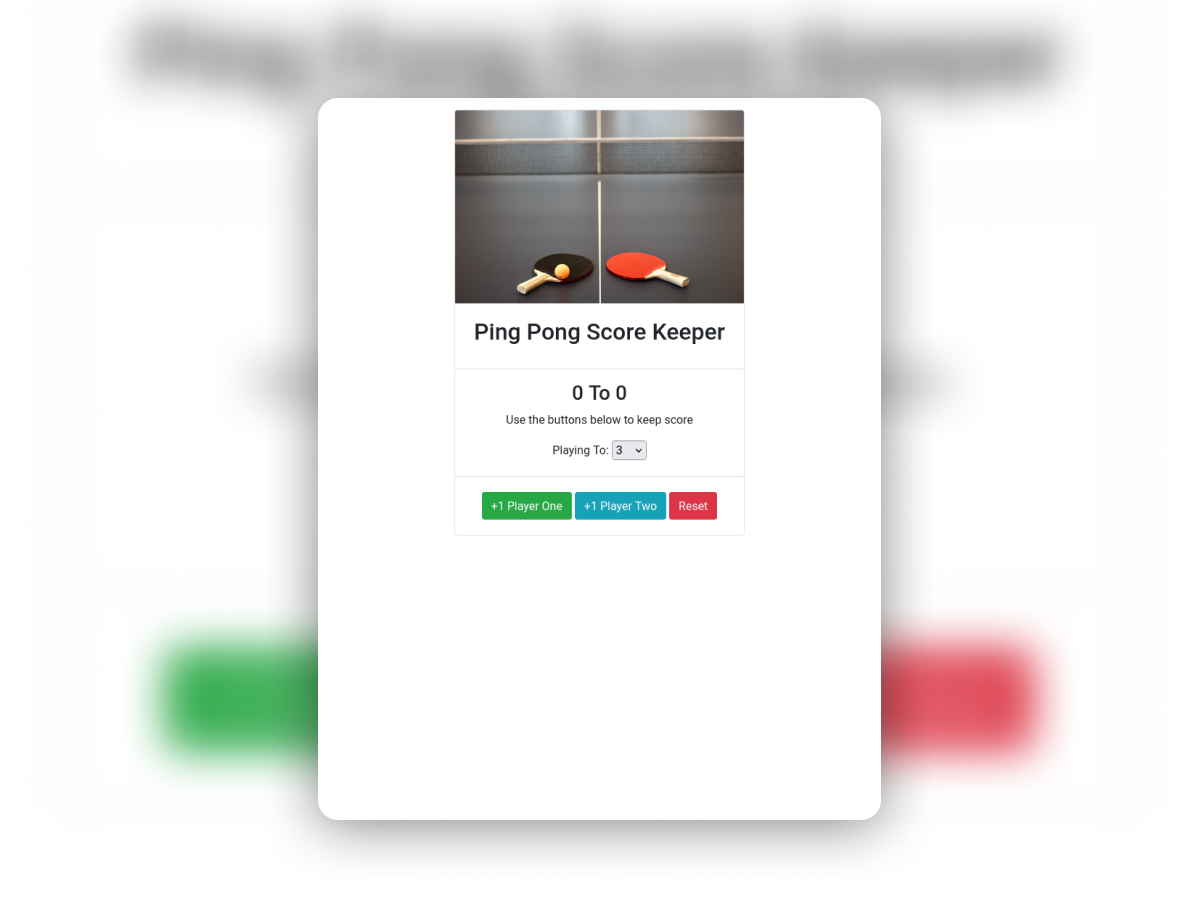 Ping Pong Score Keeper
0 To 0
Use the buttons below to keep score
Playing To: 3
+1 Player One +1 Player Two Reset